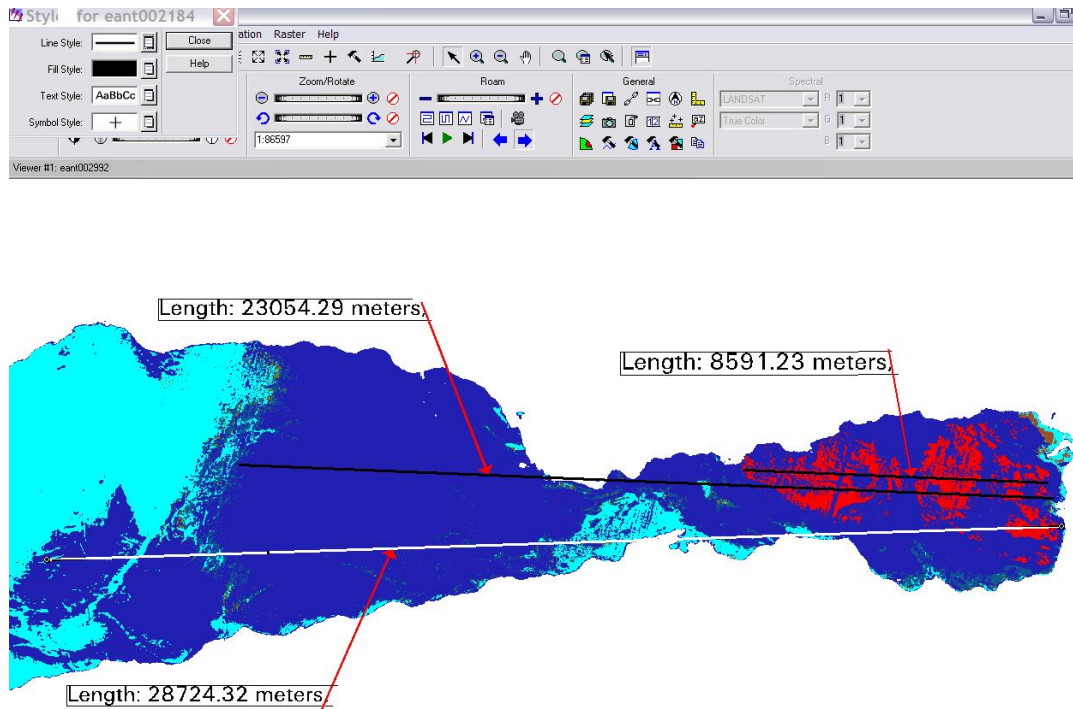 Styl for eant002184
ation Raster Help
Line Style:
Close
Fill Style:
Help
Text Style: AaBbCc
Symbol Style:
Zoom/Rotate
Roam
General
Spectral
1:86597
LANDSAT
True Color
R 1
G 1
B 1
Viewer #1: eant002992
Length: 23054.29 meters,
Length: 8591.23 meters,
Length: 28724.32 meters,